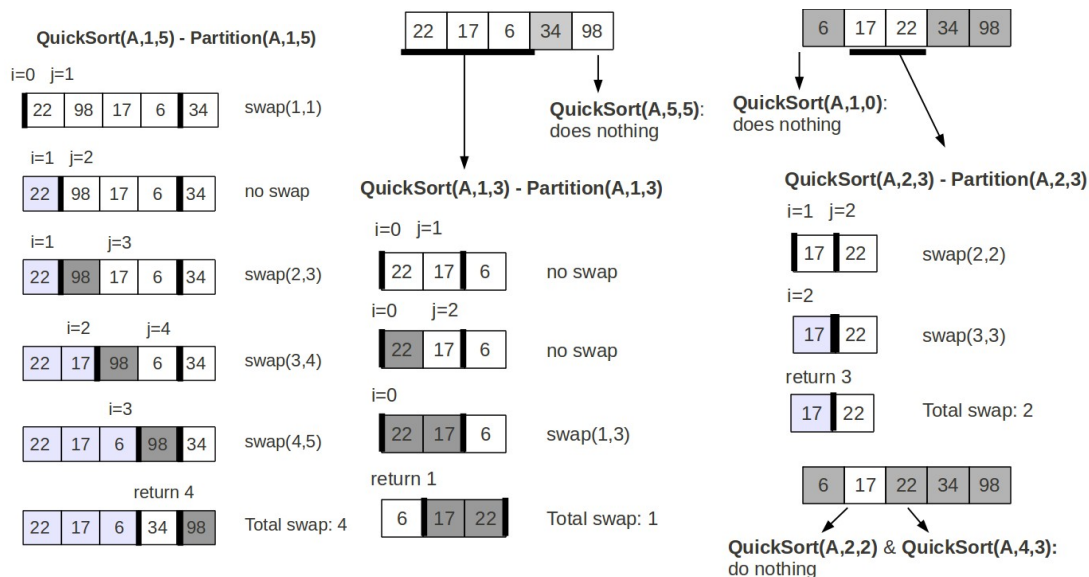 QuickSort(A,1,5) - Partition(A,1,5)
i=0 j=1
22 98 17 6 34 swap(1,1)
i=1 j=2
22 98 17 6 34 no swap
i=1 j=3
22 98 17 6 34 swap(2,3)
i=2 j=4
22 17 98 6 34 swap(3,4)
i=3
22 17 6 98 34 swap(4,5)
return 4
22 17 6 34 98 Total swap: 4
22 17 6 34 98
QuickSort(A,5,5):
does nothing
QuickSort(A,1,3) - Partition(A,1,3)
i=0 j=1
22 17 6 no swap
i=0 j=2
22 17 6 no swap
i=0
22 17 6 swap(1,3)
return 1
6 17 22 Total swap: 1
6 17 22 34 98
QuickSort(A,1,0):
does nothing
QuickSort(A,2,3) - Partition(A,2,3)
i=1 j=2
17 22 swap(2,2)
i=2
17 22 swap(3,3)
return 3
17 22 Total swap: 2
6 17 22 34 98
QuickSort(A,2,2) & QuickSort(A,4,3):
do nothing